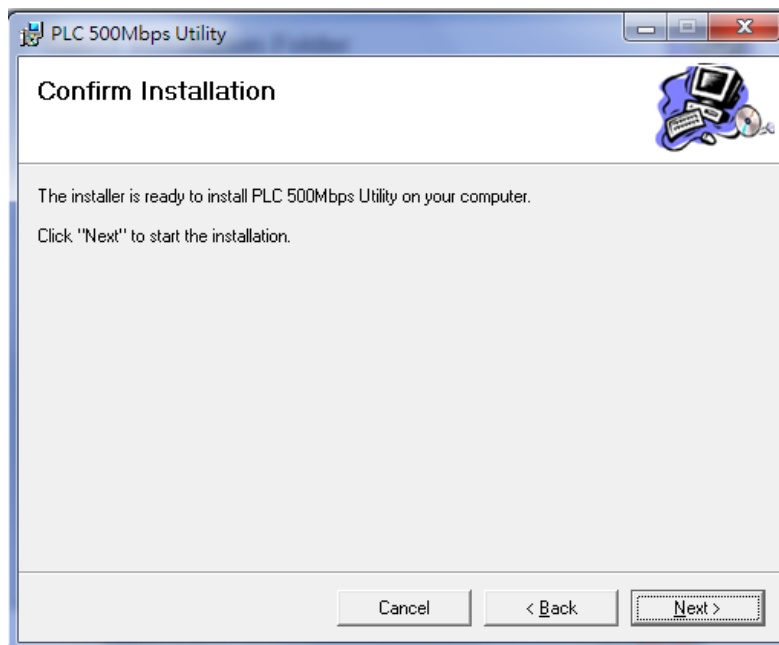 PLC 500Mbps Utility
Confirm Installation
The installer is ready to install PLC 500Mbps Utility on your computer.
Click "Next" to start the installation.
Cancel
< Back
Next >